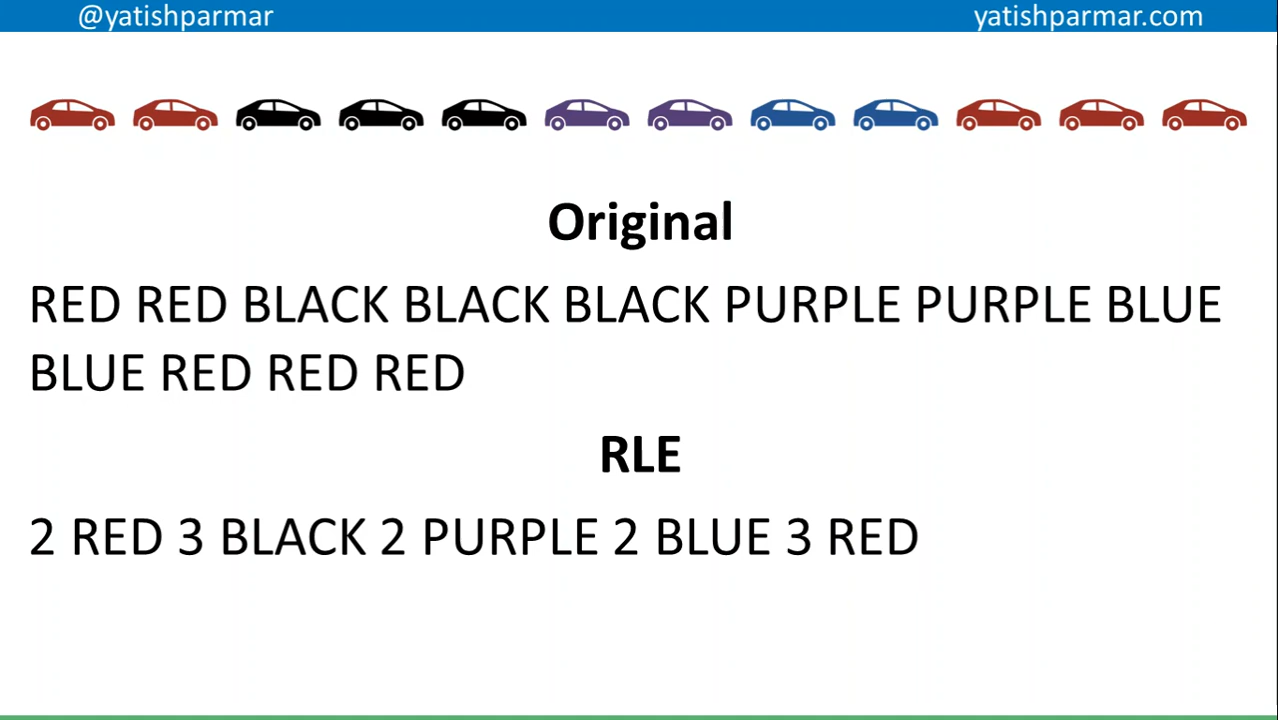 @yatishparmar
yatishparmar.com
Original
RED RED BLACK BLACK BLACK PURPLE PURPLE BLUE
BLUE RED RED RED
RLE
2 RED 3 BLACK 2 PURPLE 2 BLUE 3 RED